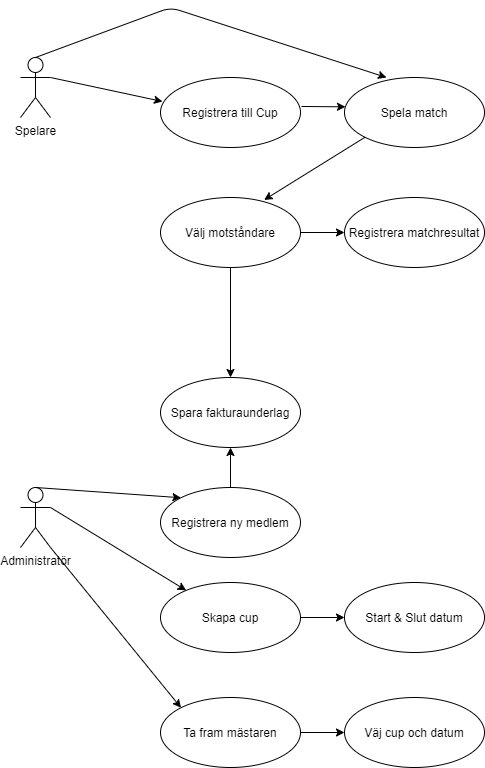 Spelare
Registrera till Cup
Spela match
Välj motståndare
Registrera matchresultat
Spara fakturaunderlag
Administratör
Registrera ny medlem
Skapa cup
Start & Slut datum
Ta fram mästaren
Väj cup och datum